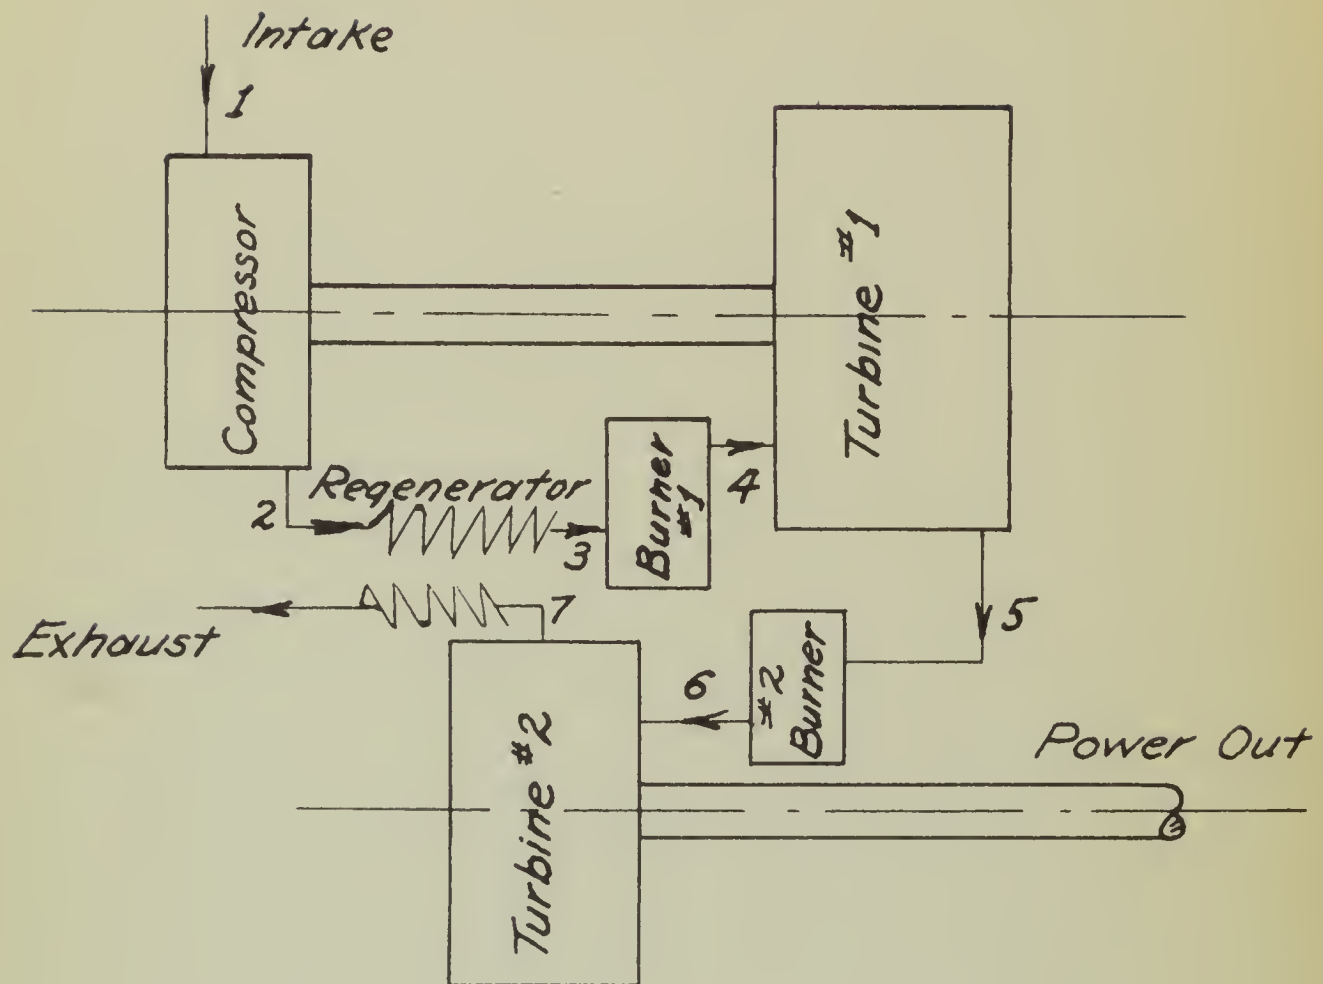 Intake
1
Compressor
Turbine #1
Regenerator
2
3
Burner
#1
4
5
Exhaust
7
6
#2
Burner
Turbine #2
Power Out